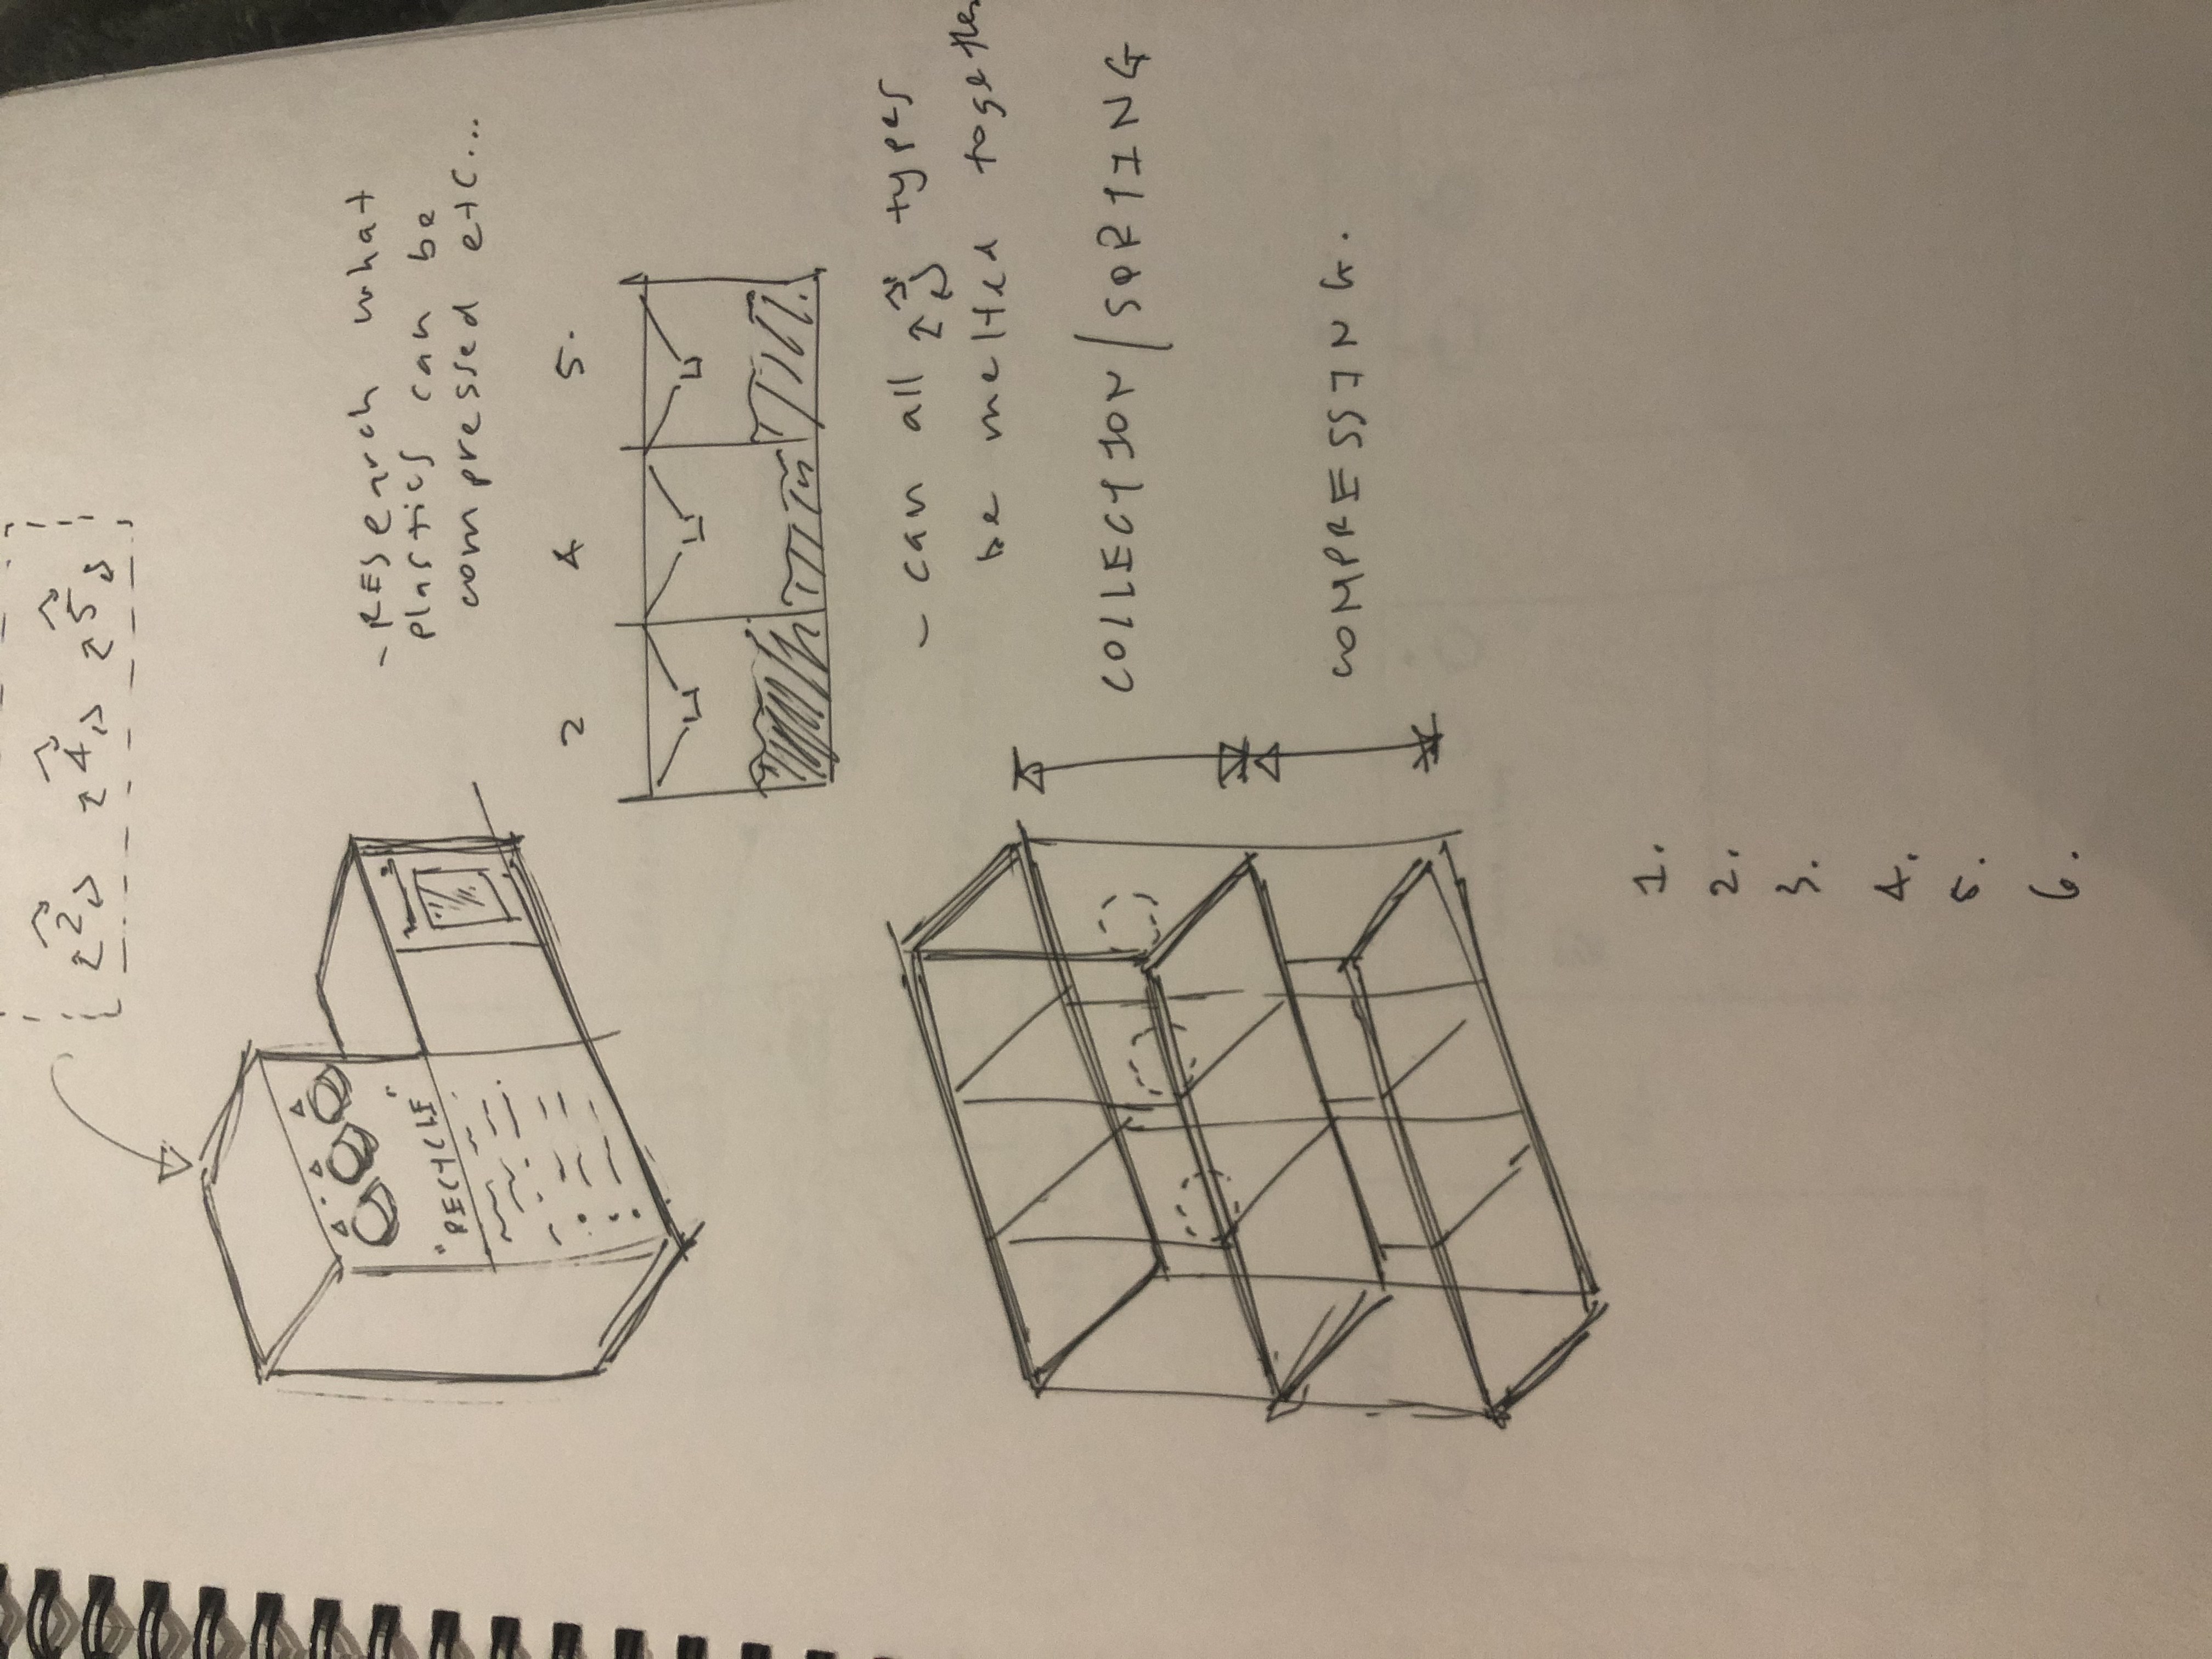 2 4 5
"RECYCLE"
- Research what
plastics can be
compressed etc...
2 4 5.
- can all types
be melted together
COLLECTION/SORTING
COMPRESSING.
1.
2.
3.
4.
5.
6.